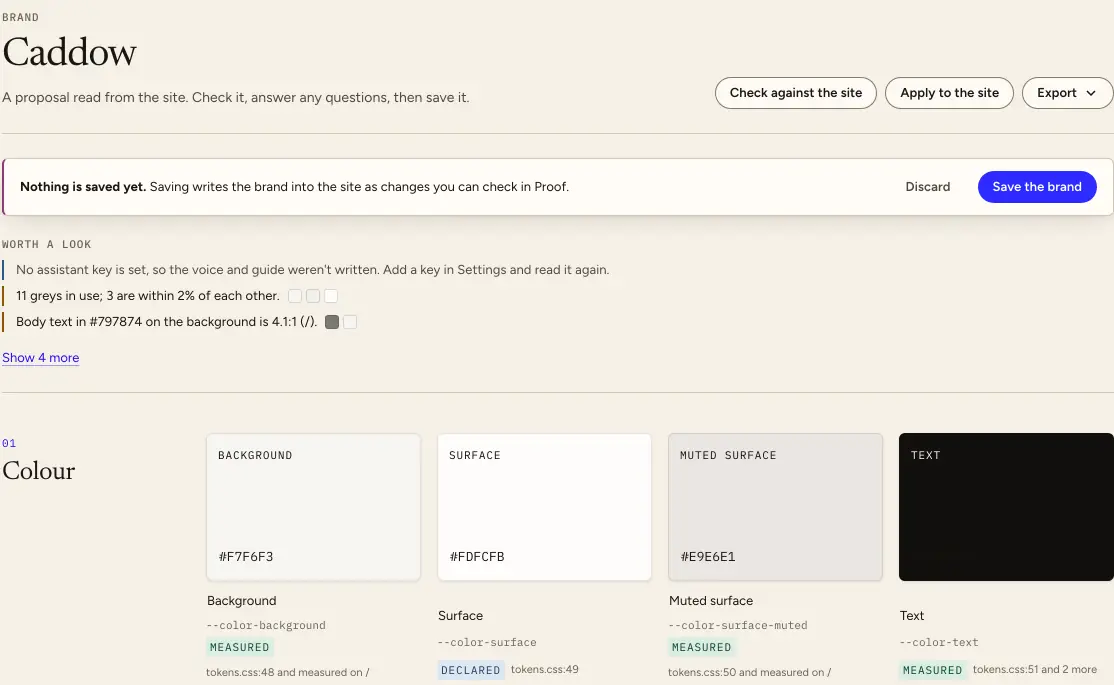 BRAND
Caddow
A proposal read from the site. Check it, answer any questions, then save it.
Check against the site
Apply to the site
Export
Nothing is saved yet. Saving writes the brand into the site as changes you can check in Proof.
Discard
Save the brand
WORTH A LOOK
No assistant key is set, so the voice and guide weren't written. Add a key in Settings and read it again.
11 greys in use; 3 are within 2% of each other.
Body text in #797874 on the background is 4.1:1 (/).
Show 4 more
01
Colour
BACKGROUND
#F7F6F3
Background
--color-background
MEASURED
tokens.css:48 and measured on /
SURFACE
#FDFCFB
Surface
--color-surface
DECLARED tokens.css:49
MUTED SURFACE
#E9E6E1
Muted surface
--color-surface-muted
MEASURED
tokens.css:50 and measured on /
TEXT
Text
--color-text
MEASURED tokens.css:51 and 2 more